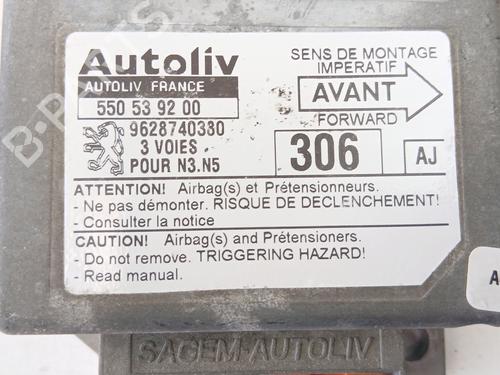 Autoliv
AUTOLIV FRANCE
550 53 92 00
9628740380
3 VOIES
POUR N3.N5
SENS DE MONTAGE
IMPERATIF
AVANT
FORWARD
306
AJ
ATTENTION! Airbag(s) et Prétensionneurs.
- Ne pas démonter. RISQUE DE DECLENCHEMENT!
- Consulter la notice
CAUTION! Airbag(s) and Prétensioners.
- Do not remove. TRIGGERING HAZARD!
- Read manual.
A
SAGEM-AUTOLIV